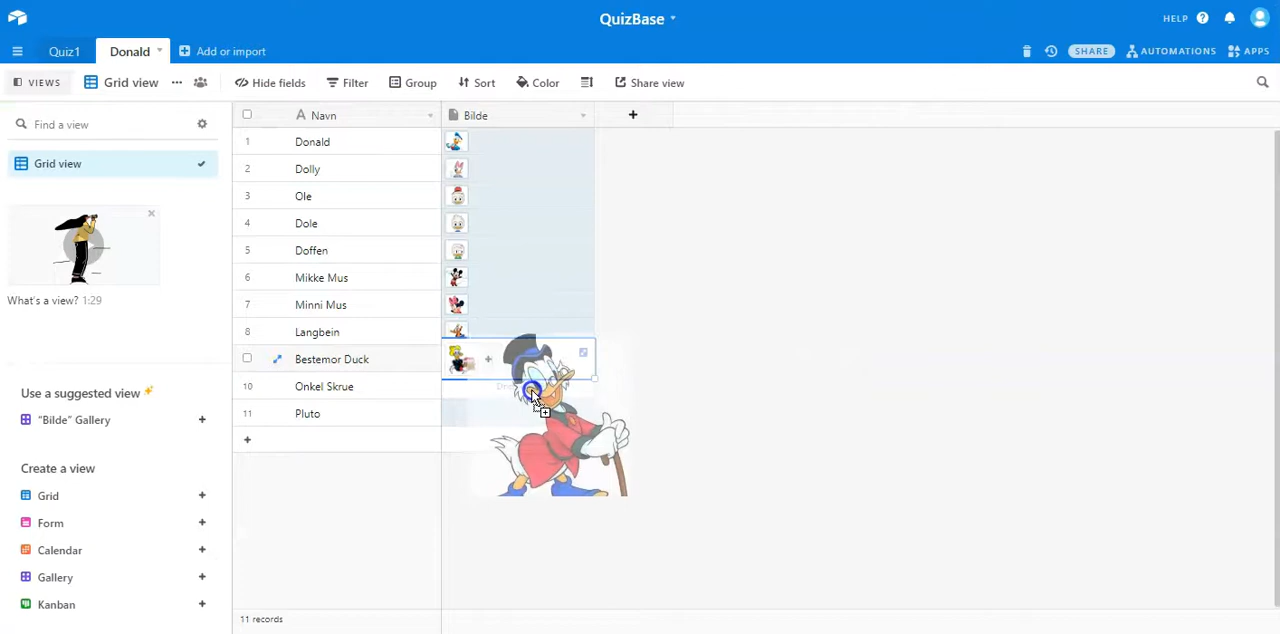 QuizBase
HELP
Quiz1
Donald
Add or import
SHARE
AUTOMATIONS
APPS
VIEWS
Grid view
Hide fields
Filter
Group
Sort
Color
Share view
Find a view
Navn
Bilde
1 Donald
2 Dolly
3 Ole
4 Dole
5 Doffen
6 Mikke Mus
7 Minni Mus
8 Langbein
Bestemor Duck
10 Onkel Skrue
11 Pluto
Grid view
What's a view? 1:29
Use a suggested view
"Bilde" Gallery
Create a view
Grid
Form
Calendar
Gallery
Kanban
11 records